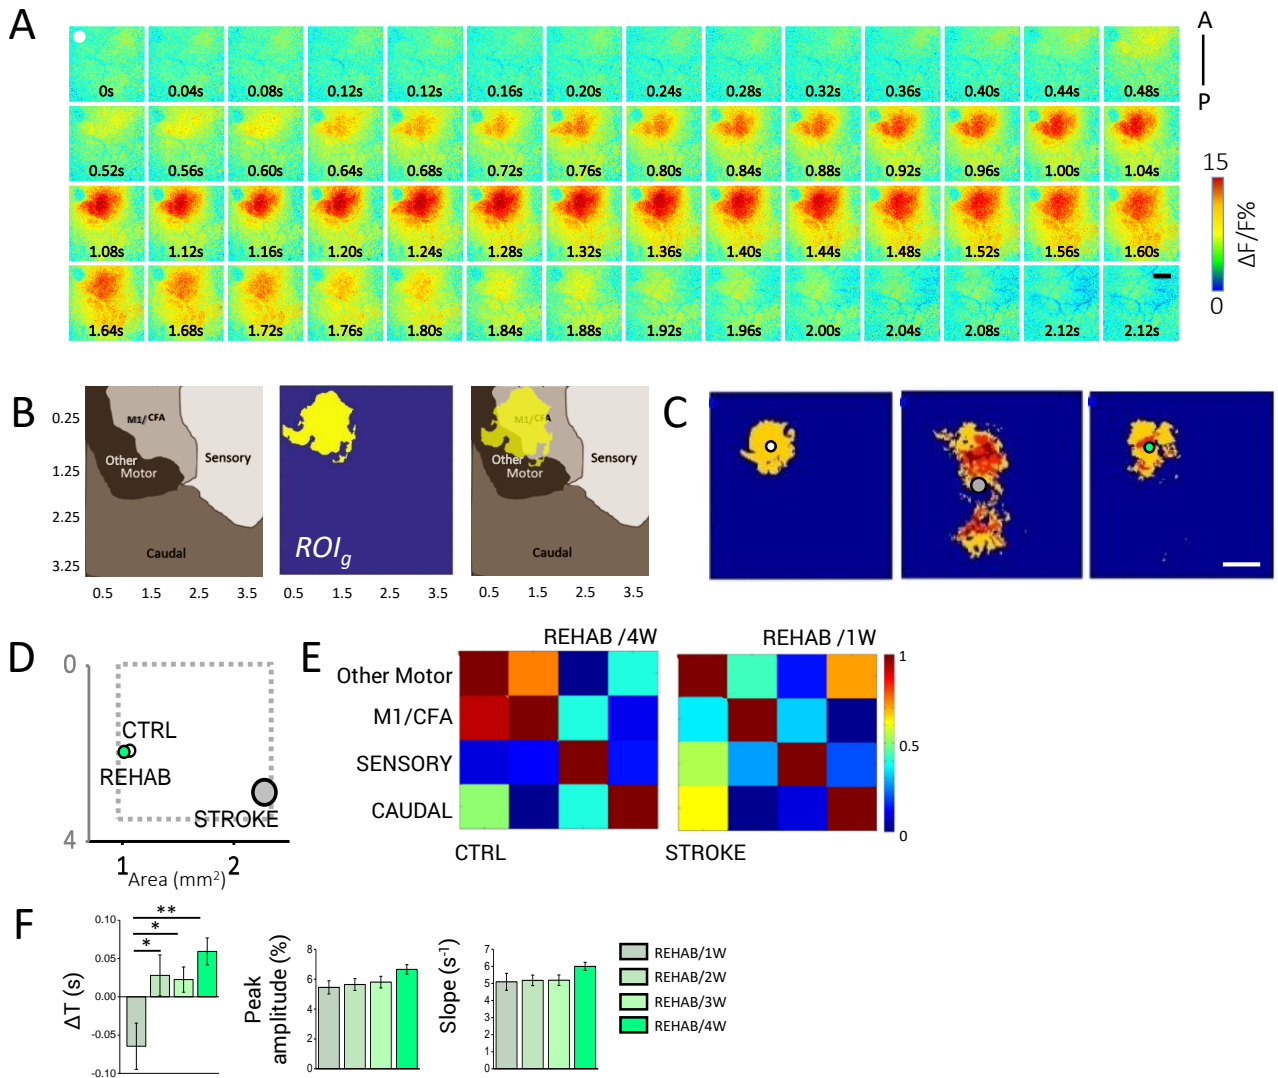 A
0s 0.04s 0.08s 0.12s 0.12s 0.16s 0.20s 0.24s 0.28s 0.32s 0.36s 0.40s 0.44s 0.48s
0.52s 0.56s 0.60s 0.64s 0.68s 0.72s 0.76s 0.80s 0.84s 0.88s 0.92s 0.96s 1.00s 1.04s
1.08s 1.12s 1.16s 1.20s 1.24s 1.28s 1.32s 1.36s 1.40s 1.44s 1.48s 1.52s 1.56s 1.60s
1.64s 1.68s 1.72s 1.76s 1.80s 1.84s 1.88s 1.92s 1.96s 2.00s 2.04s 2.08s 2.12s 2.12s
A
P
15
ΔF/F%
0
B
0.25
1.25
2.25
3.25
M1/CFA
Other
Motor
Sensory
Caudal
0.5 1.5 2.5 3.5
ROIg
0.5 1.5 2.5 3.5
M1/CFA
Other
Motor
Sensory
Caudal
0.5 1.5 2.5 3.5
C
D
0
4
CTRL
REHAB
STROKE
1 2
Area (mm²)
E
REHAB /4W REHAB /1W
Other Motor
M1/CFA
SENSORY
CAUDAL
CTRL STROKE
1
0.5
0
F
ΔT (s)
0.10
0.05
0.00
-0.05
-0.10
**
*
*
Peak
amplitude (%)
8
6
4
2
0
Slope (s⁻¹)
7
6
5
4
3
2
1
0
REHAB/1W
REHAB/2W
REHAB/3W
REHAB/4W